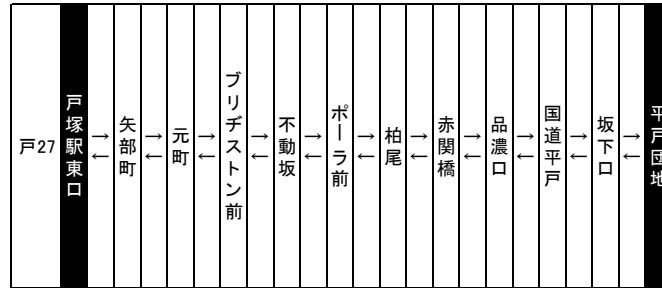 戸27
戸塚駅東口
→
←
矢部町
→
←
元町
→
←
ブリヂストン前
→
←
不動坂
→
←
ポーラ前
→
←
柏尾
→
←
赤関橋
→
←
品濃口
→
←
国道平戸
→
←
坂下口
→
←
平戸団地